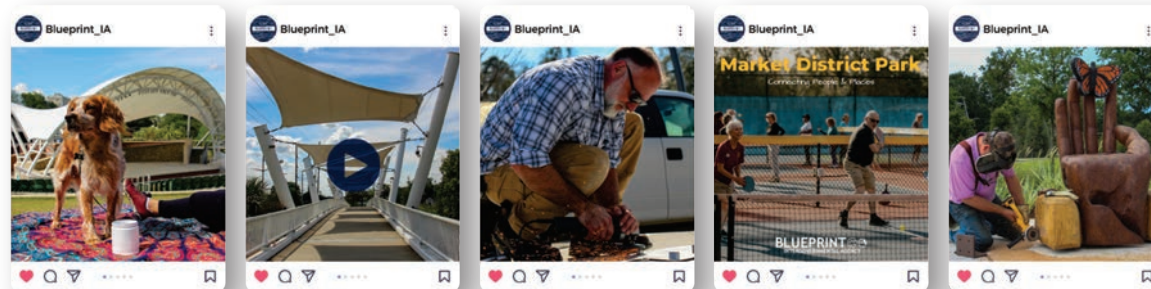 Blueprint_IA
Blueprint_IA
Blueprint_IA
Blueprint_IA
Blueprint_IA
Market District Park
Connecting People & Places
BLUEPRINT